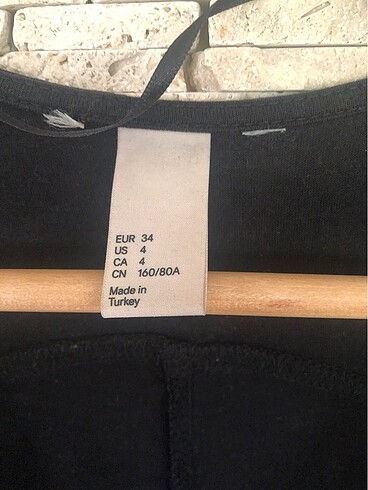 EUR 34
US 4
CA 4
CN 160/80A
Made in
Turkey